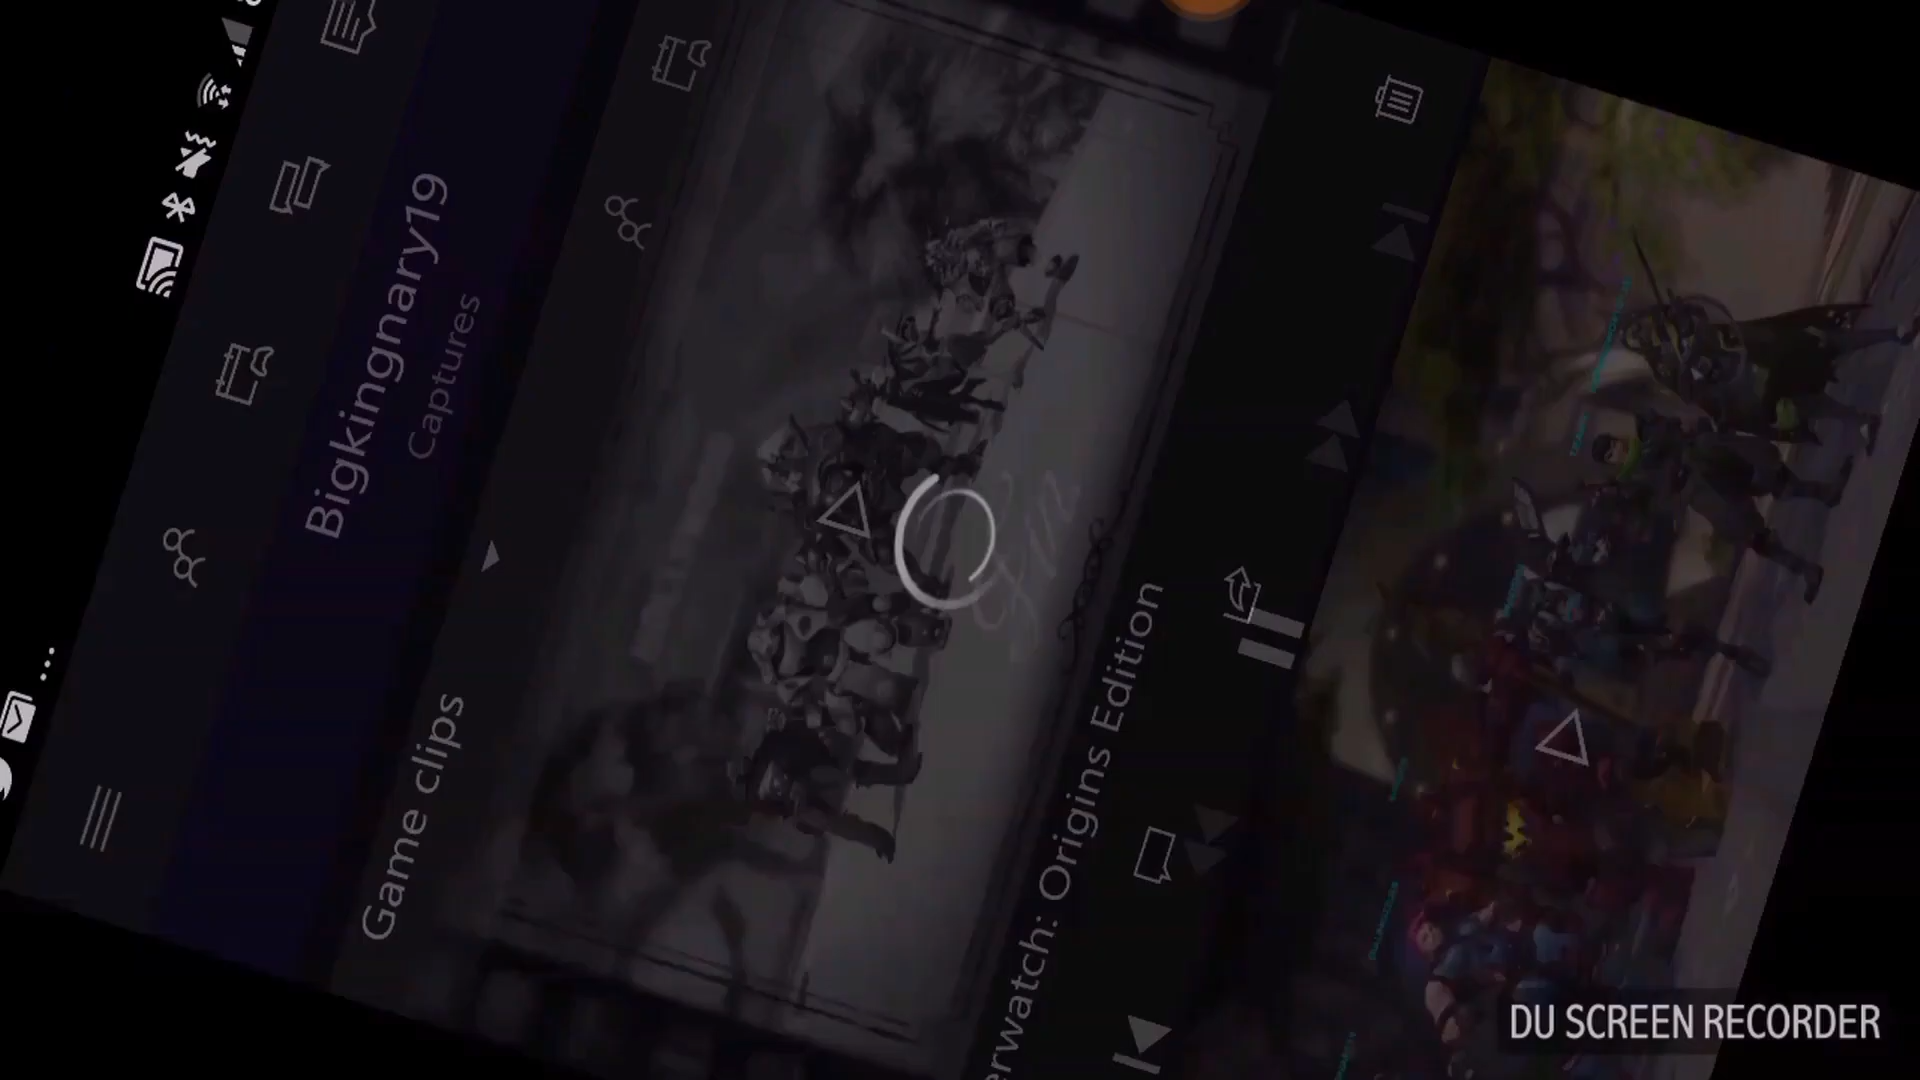 Bigkingnary19
Captures
Game clips
erwatch: Origins Edition
DU SCREEN RECORDER